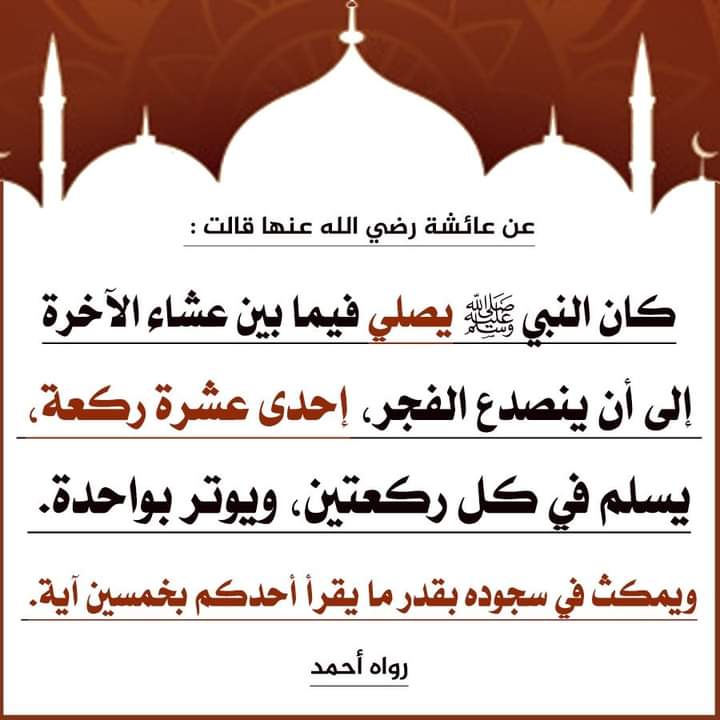 عن عائشة رضي الله عنها قالت :
كان النبي ﷺ يصلي فيما بين عشاء الآخرة
إلى أن ينصدع الفجر، إحدى عشرة ركعة،
يسلم في كل ركعتين، ويوتر بواحدة.
ويمكث في سجوده بقدر ما يقرأ أحدكم بخمسين آية.
رواه أحمد